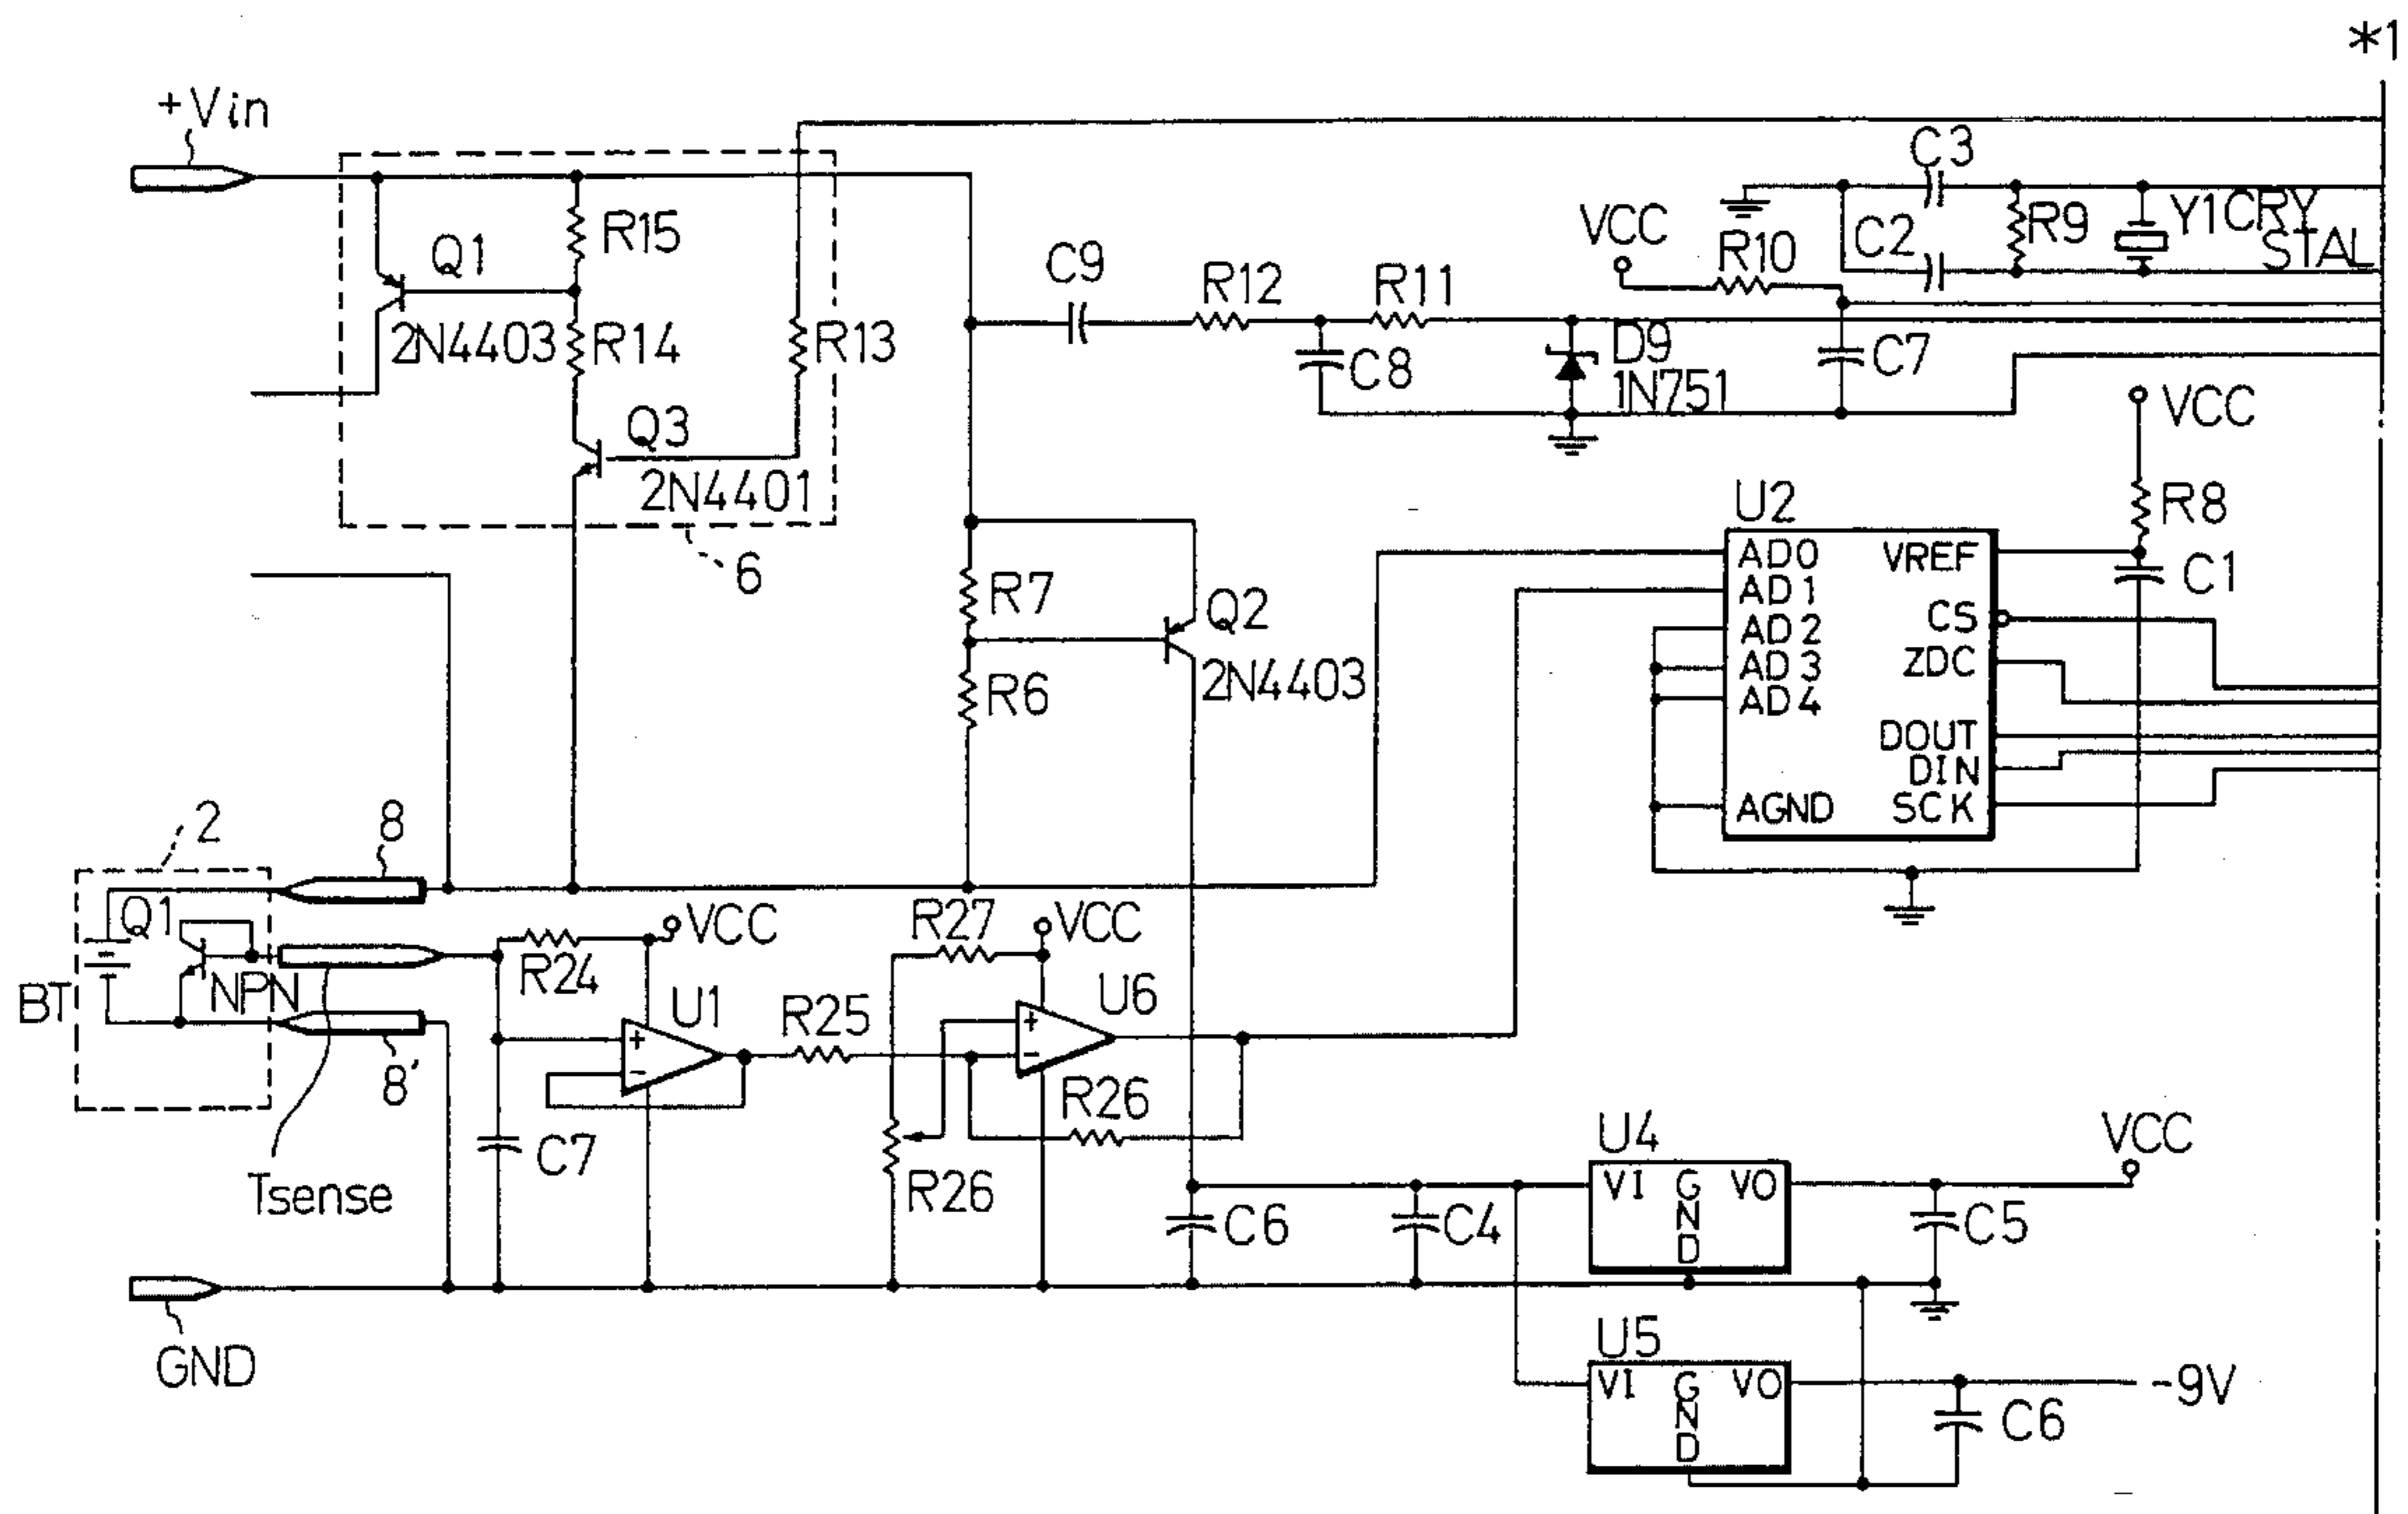 *1
+Vin
C3
R15
Q1
VCC
R10
C2
R9
Y1CRY
STAL
C9
R12
R11
2N4403
R14
R13
C8
D9
1N751
C7
Q3
2N4401
VCC
6
U2
R8
AD0
VREF
C1
AD1
R7
Q2
AD2
CS
AD3
ZDC
R6
2N4403
AD4
DOUT
DIN
AGND
SCK
2
8
Q1
VCC
R27
VCC
R24
BT
NPN
U1
R25
U6
8'
R26
C7
U4
VCC
Tsense
R26
VI
GND
VO
C6
C4
C5
GND
U5
VI
GND
VO
-9V
C6